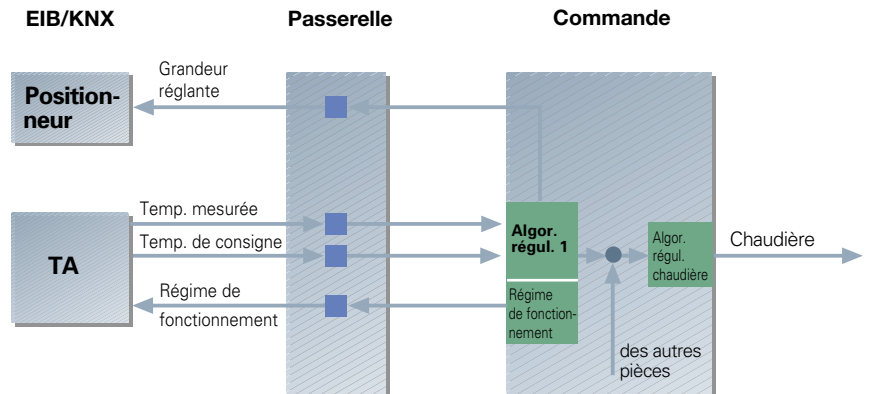 EIB/KNX
Passerelle
Commande
Position-
neur
Grandeur
réglante
TA
Temp. mesurée
Temp. de consigne
Régime de
fonctionnement
Algor.
régul. 1
Régime
de fonction-
nement
Algor.
régul.
chaudière
Chaudière
des autres
pièces